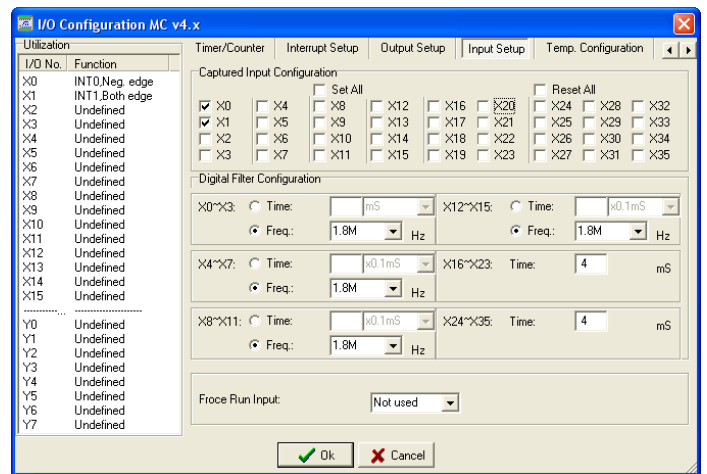 I/O Configuration MC v4.x
Utilization
I/O No. Function
X0 INT0,Neg. edge
X1 INT1,Both edge
X2 Undefined
X3 Undefined
X4 Undefined
X5 Undefined
X6 Undefined
X7 Undefined
X8 Undefined
X9 Undefined
X10 Undefined
X11 Undefined
X12 Undefined
X13 Undefined
X14 Undefined
X15 Undefined
----------... --------------------
Y0 Undefined
Y1 Undefined
Y2 Undefined
Y3 Undefined
Y4 Undefined
Y5 Undefined
Y6 Undefined
Y7 Undefined
Timer/Counter Interrupt Setup Output Setup Input Setup Temp. Configuration
Captured Input Configuration
Set All Reset All
X0 X4 X8 X12 X16 X20 X24 X28 X32
X1 X5 X9 X13 X17 X21 X25 X29 X33
X2 X6 X10 X14 X18 X22 X26 X30 X34
X3 X7 X11 X15 X19 X23 X27 X31 X35
Digital Filter Configuration
X0~X3: Time: mS X12~X15: Time: x0.1mS
Freq.: 1.8M Hz Freq.: 1.8M Hz
X4~X7: Time: x0.1mS X16~X23: Time: 4 mS
Freq.: 1.8M Hz
X8~X11: Time: x0.1mS X24~X35: Time: 4 mS
Freq.: 1.8M Hz
Froce Run Input: Not used
Ok Cancel